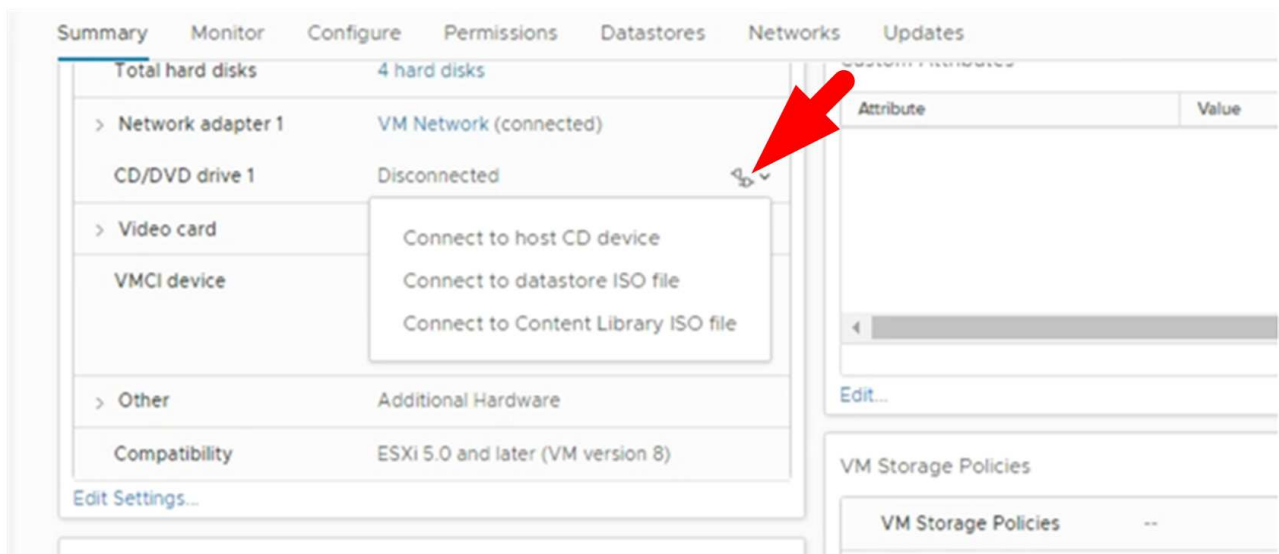 Summary Monitor Configure Permissions Datastores Networks Updates
Total hard disks 4 hard disks
> Network adapter 1 VM Network (connected)
CD/DVD drive 1 Disconnected
> Video card
Connect to host CD device
VMCI device
Connect to datastore ISO file
Connect to Content Library ISO file
> Other Additional Hardware
Compatibility ESXi 5.0 and later (VM version 8)
Edit Settings...
Custom Attributes
Attribute Value
Edit...
VM Storage Policies
VM Storage Policies --